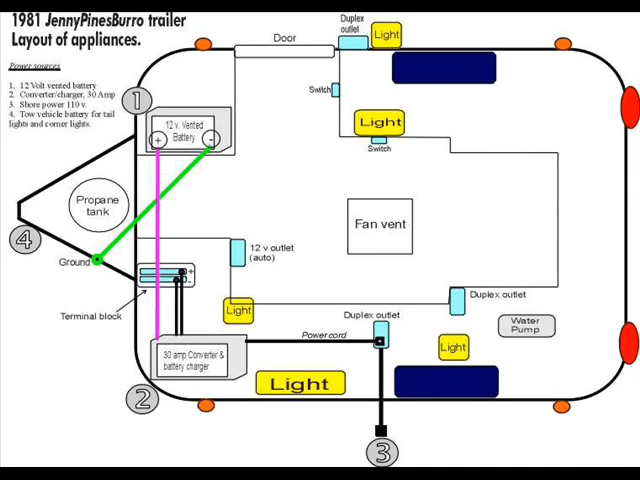 1981 JennyPinesBurro trailer
Layout of appliances.
Power sources
1. 12 Volt vented battery
2. Converter/charger, 30 Amp
3. Shore power 110 v.
4. Tow vehicle battery for tail
lights and corner lights.
Door
Duplex
outlet
Light
Switch
Light
Switch
1
12 v. Vented
Battery
+
-
Propane
tank
4
Ground
Fan vent
12 v outlet
(auto)
+
-
Terminal block
Light
Duplex outlet
Duplex outlet
Water
Pump
Power cord
30 amp Converter &
battery charger
Light
Light
2
3